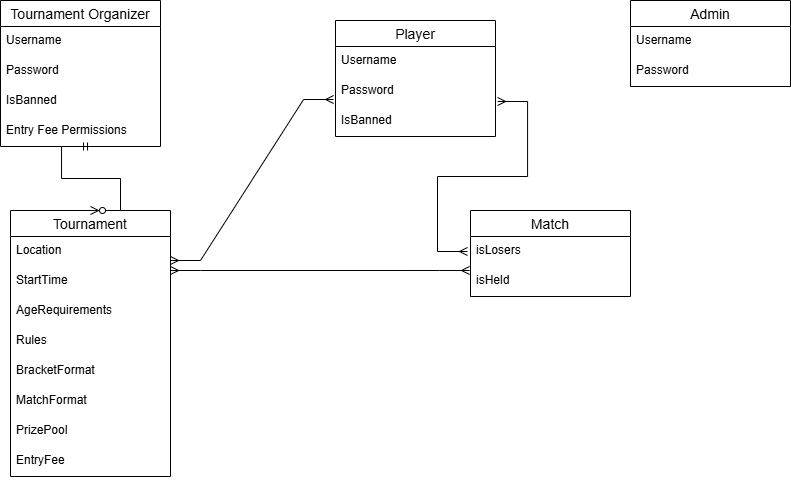 Tournament Organizer
Username
Password
IsBanned
Entry Fee Permissions
Player
Username
Password
IsBanned
Admin
Username
Password
Tournament
Location
StartTime
AgeRequirements
Rules
BracketFormat
MatchFormat
PrizePool
EntryFee
Match
isLosers
isHeld